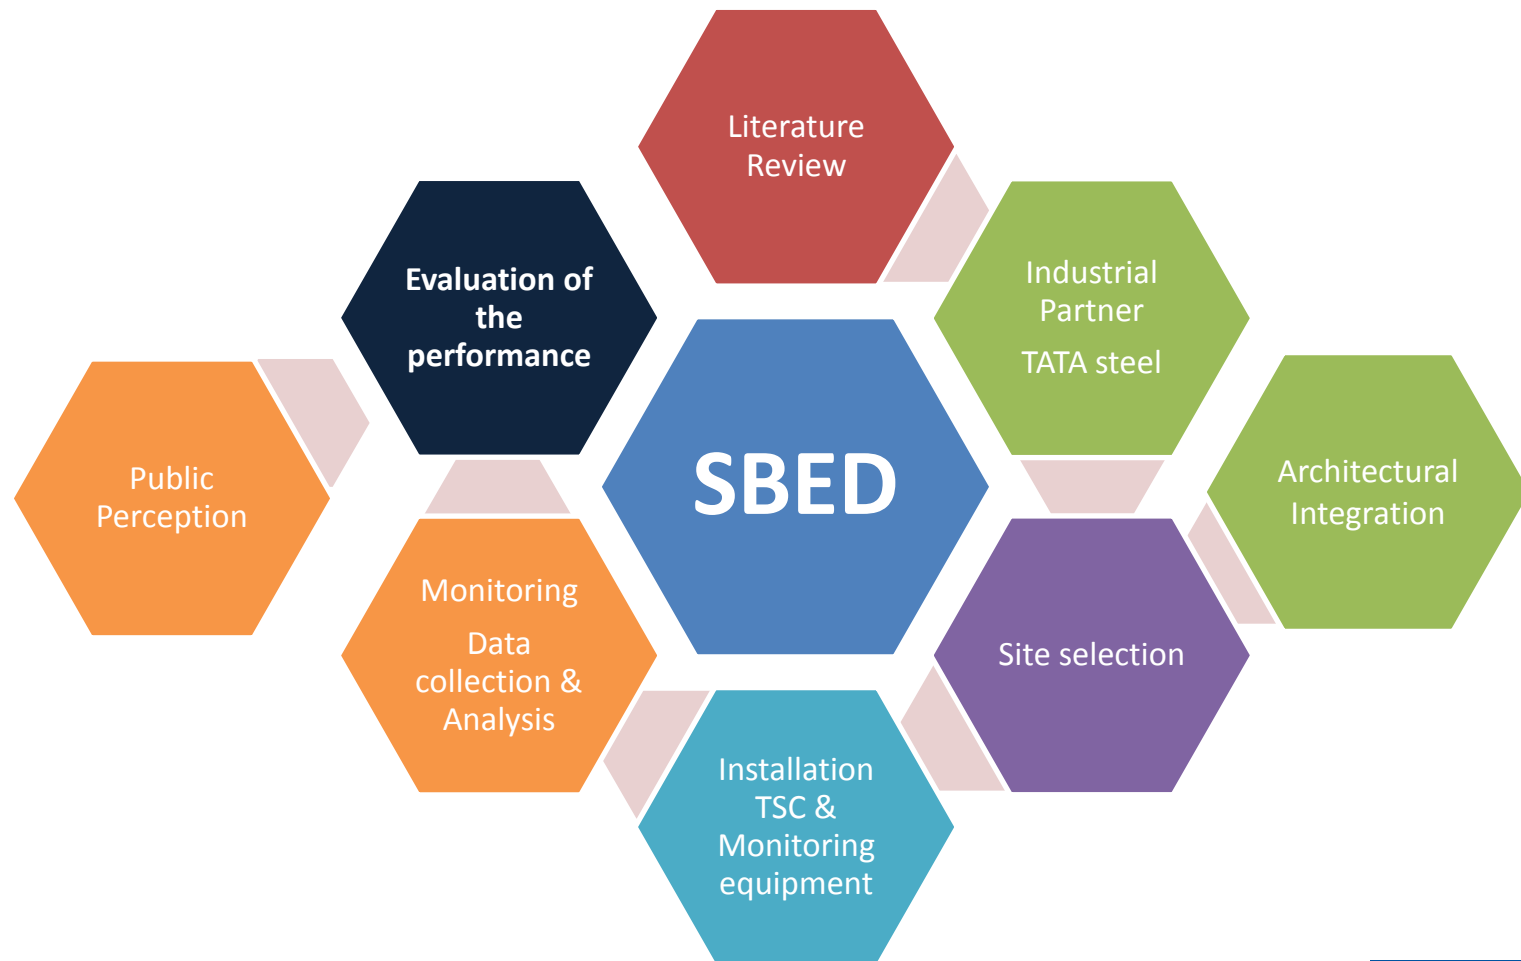 Literature
Review
Evaluation of
the
performance
Industrial
Partner
TATA steel
SBED
Public
Perception
Architectural
Integration
Monitoring
Data
collection &
Analysis
Site selection
Installation
TSC &
Monitoring
equipment